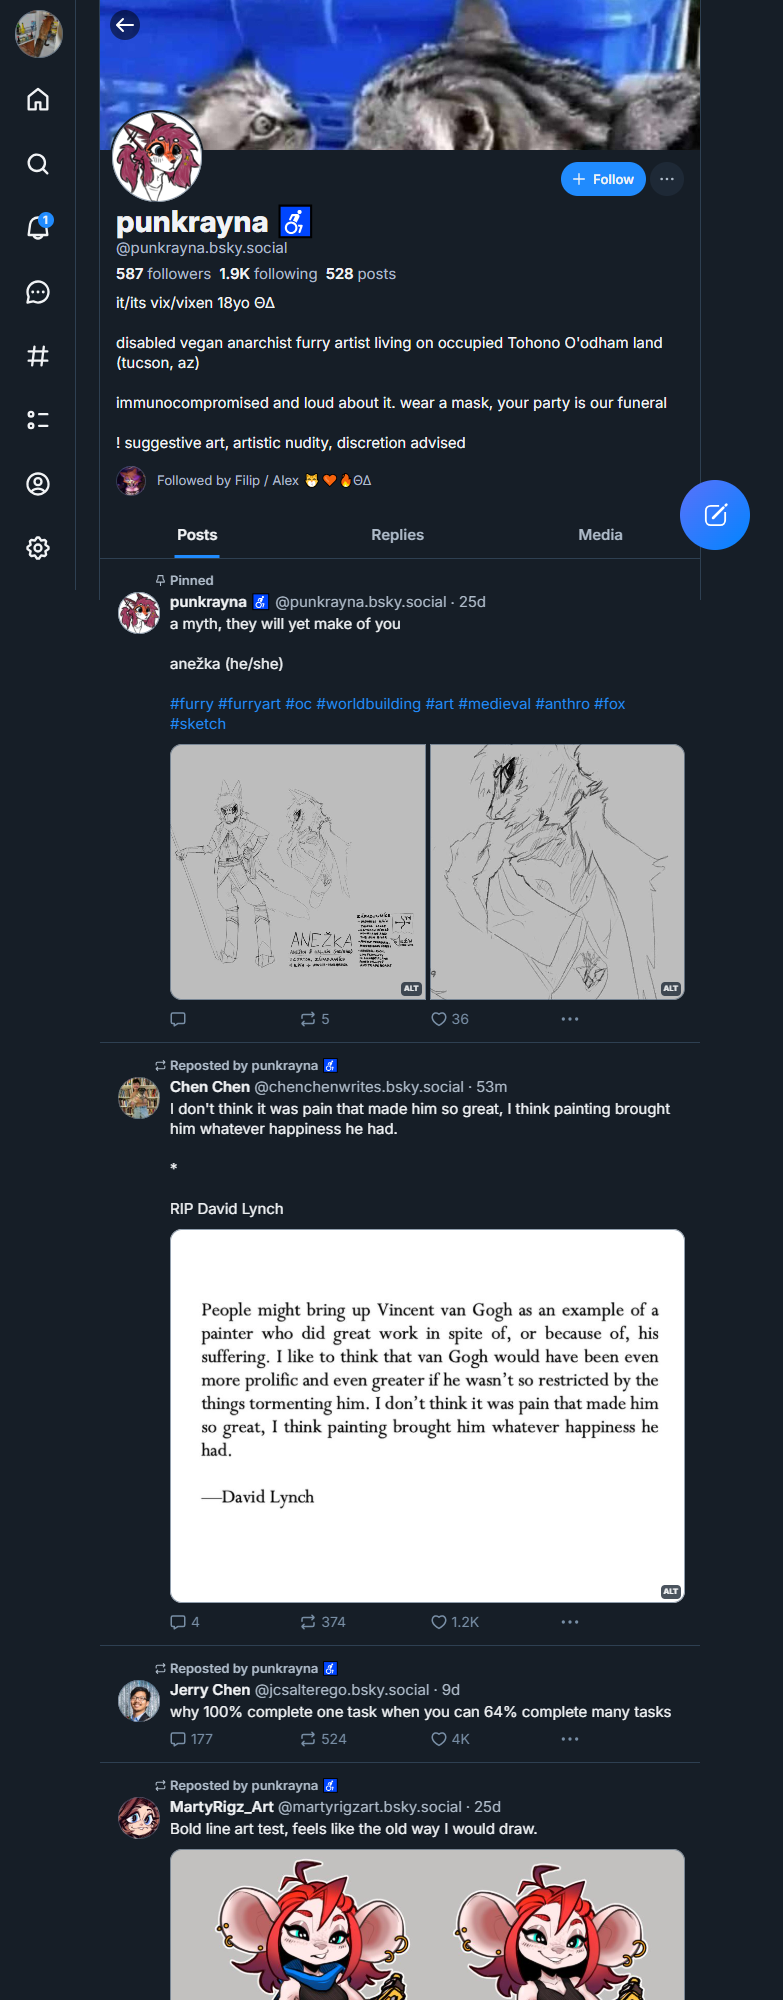 + Follow
punkrayna
@punkrayna.bsky.social
587 followers 1.9K following 528 posts
it/its vix/vixen 18yo ΘΔ
disabled vegan anarchist furry artist living on occupied Tohono O'odham land
(tucson, az)
immunocompromised and loud about it. wear a mask, your party is our funeral
! suggestive art, artistic nudity, discretion advised
Followed by Filip / Alex 😼 🧡 🔥ΘΔ
1
Posts Replies Media
Pinned
punkrayna @punkrayna.bsky.social · 25d
a myth, they will yet make of you
anežka (he/she)
#furry #furryart #oc #worldbuilding #art #medieval #anthro #fox
#sketch
ANEŽKA
ALT
ALT
5 36
Reposted by punkrayna
Chen Chen @chenchenwrites.bsky.social · 53m
I don't think it was pain that made him so great, I think painting brought
him whatever happiness he had.
*
RIP David Lynch
People might bring up Vincent van Gogh as an example of a
painter who did great work in spite of, or because of, his
suffering. I like to think that van Gogh would have been even
more prolific and even greater if he wasn't so restricted by the
things tormenting him. I don't think it was pain that made him
so great, I think painting brought him whatever happiness he
had.
—David Lynch
ALT
4 374 1.2K
Reposted by punkrayna
Jerry Chen @jcsalterego.bsky.social · 9d
why 100% complete one task when you can 64% complete many tasks
177 524 4K
Reposted by punkrayna
MartyRigz_Art @martyrigzart.bsky.social · 25d
Bold line art test, feels like the old way I would draw.